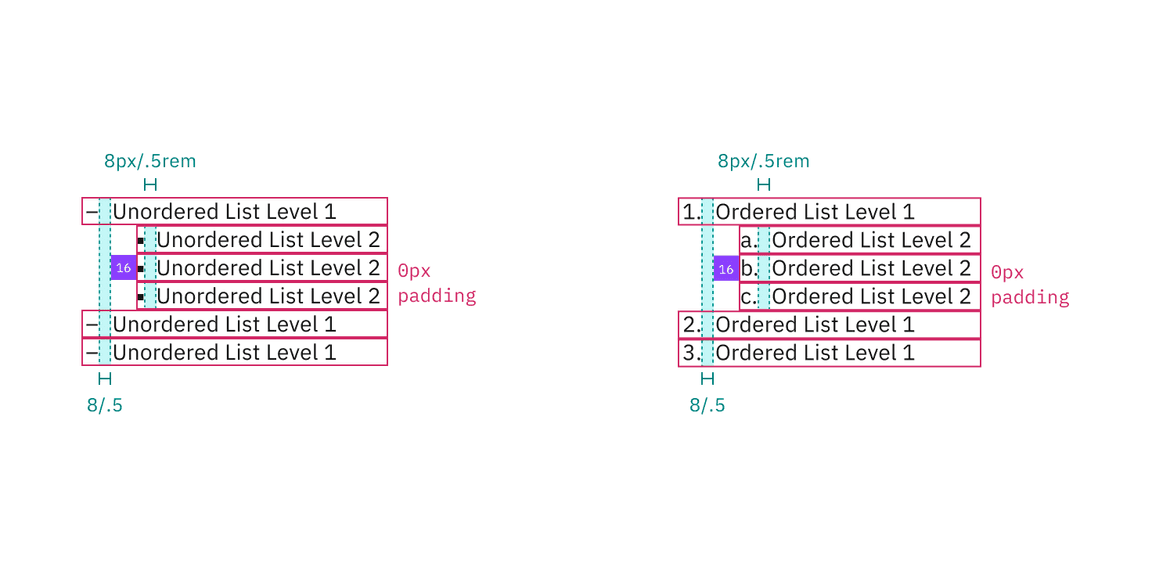 8px/.5rem
– Unordered List Level 1
▪ Unordered List Level 2
16 ▪ Unordered List Level 2
▪ Unordered List Level 2
– Unordered List Level 1
– Unordered List Level 1
0px
padding
8/.5
8px/.5rem
1. Ordered List Level 1
a. Ordered List Level 2
16 b. Ordered List Level 2
c. Ordered List Level 2
2. Ordered List Level 1
3. Ordered List Level 1
0px
padding
8/.5